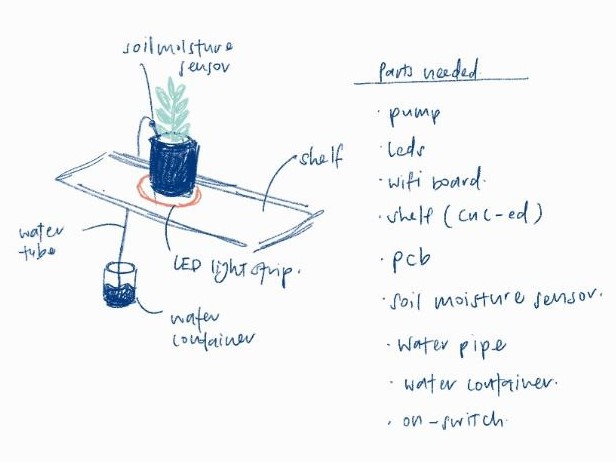 soil moisture
sensor
shelf
water
tube
LED light strip.
water
container
Parts needed
· pump
· leds
· wifi board.
· shelf (cnc-ed)
· pcb
· soil moisture sensor.
· water pipe
· water container.
· on-switch.